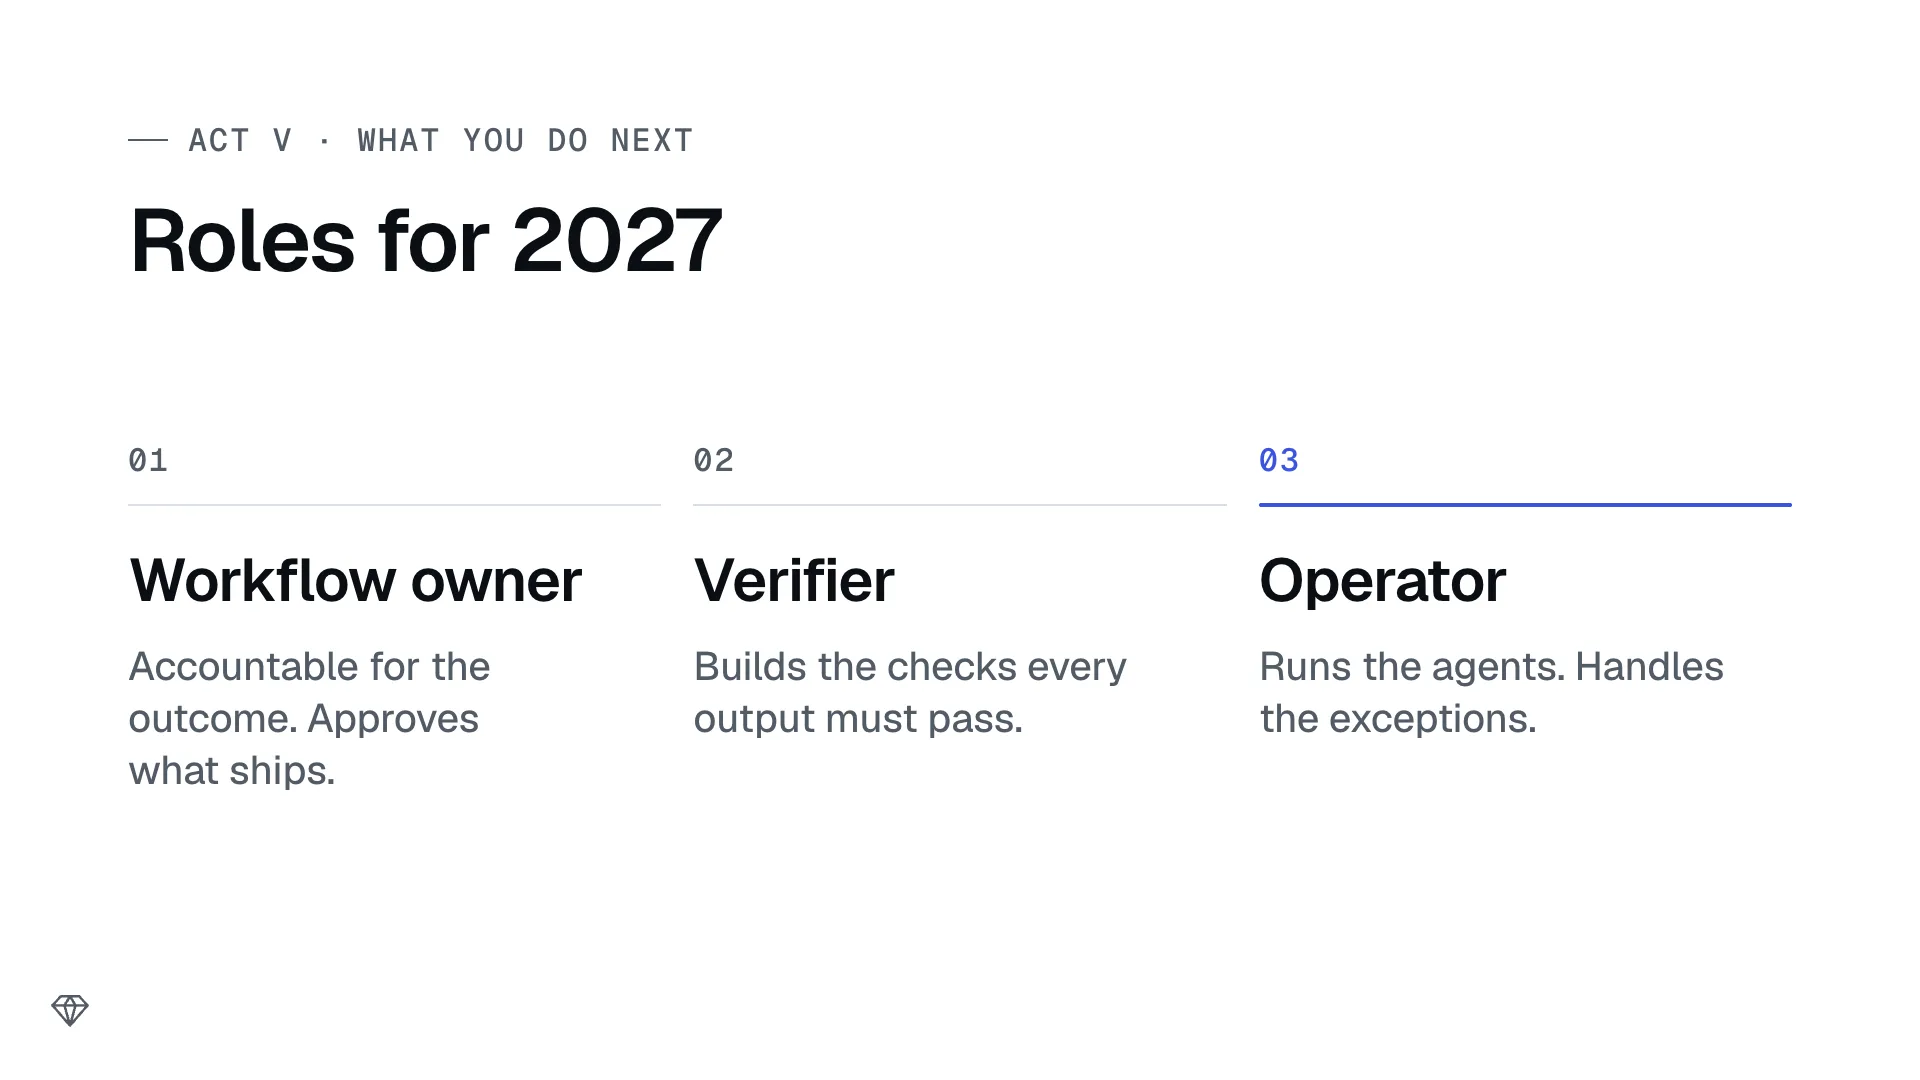 ACT V · WHAT YOU DO NEXT
Roles for 2027
01
Workflow owner
Accountable for the
outcome. Approves
what ships.
02
Verifier
Builds the checks every
output must pass.
03
Operator
Runs the agents. Handles
the exceptions.